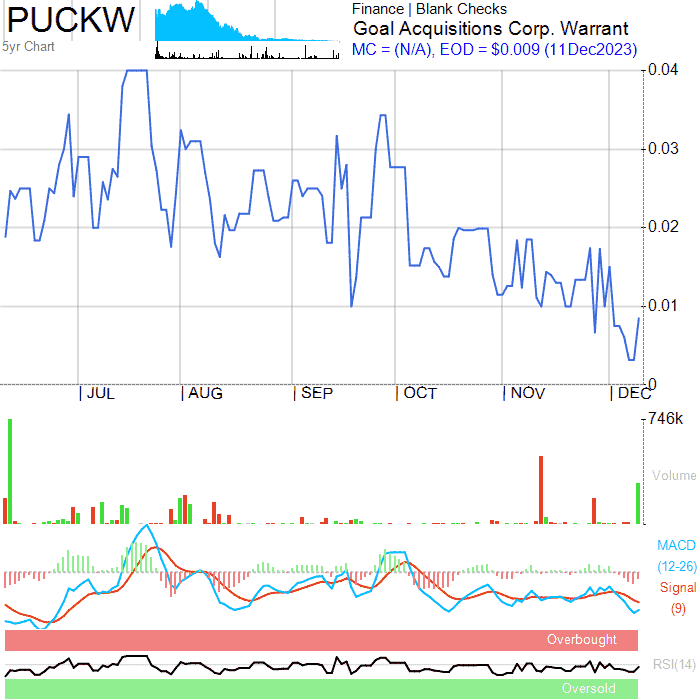 PUCKW
5yr Chart
Finance | Blank Checks
Goal Acquisitions Corp. Warrant
MC = (N/A), EOD = $0.009 (11Dec2023)
0.04
0.03
0.02
0.01
0
| JUL | AUG | SEP | OCT | NOV | DEC
746k
Volume
MACD
(12-26)
Signal
(9)
Overbought
RSI(14)
Oversold